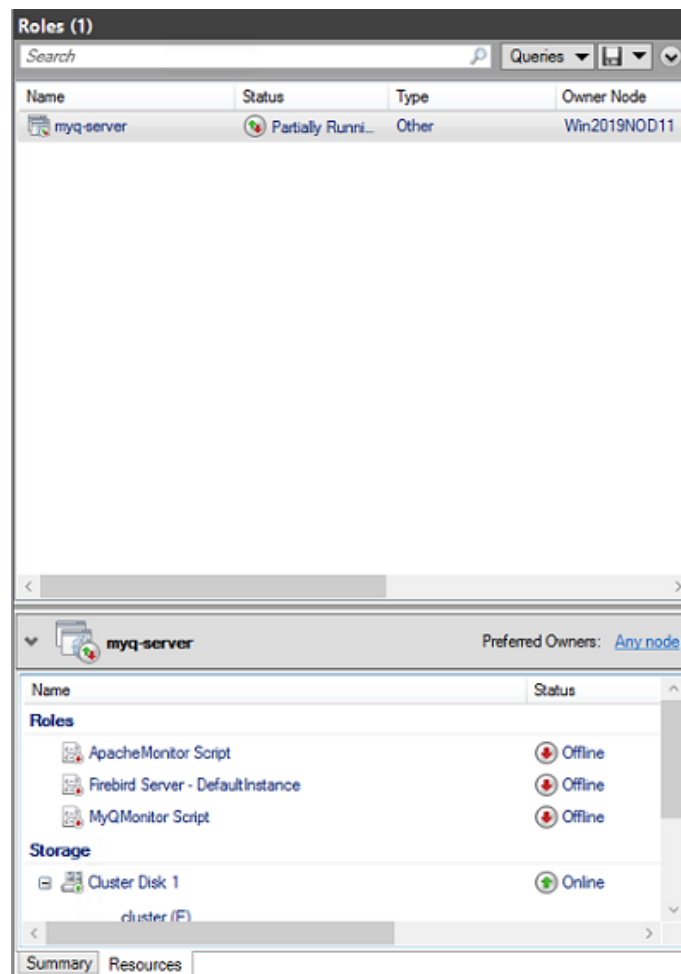 Roles (1)
Search Queries
Name Status Type Owner Node
myq-server Partially Runni... Other Win2019NOD11
myq-server Preferred Owners: Any node
Name Status
Roles
ApacheMonitor Script Offline
Firebird Server - DefaultInstance Offline
MyQMonitor Script Offline
Storage
Cluster Disk 1 Online
cluster (E)
Summary Resources